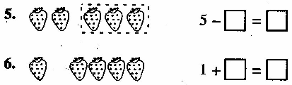 5. 5 - □ = □
6. 1 + □ = □